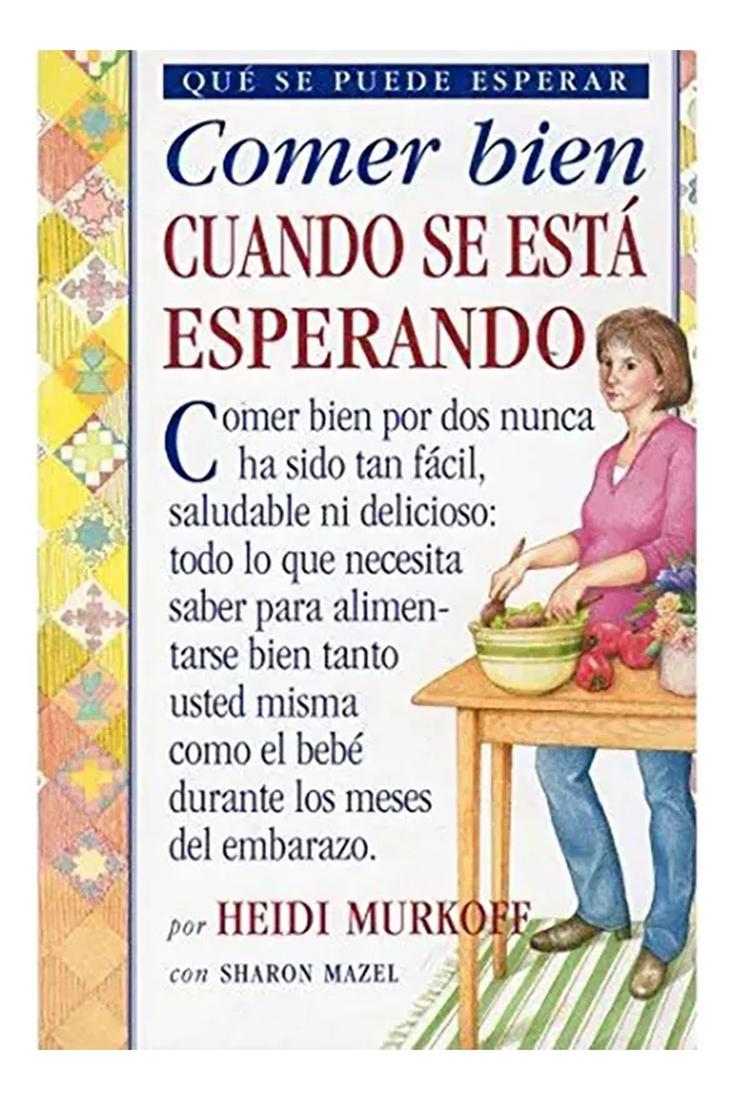 QUÉ SE PUEDE ESPERAR
Comer bien
CUANDO SE ESTÁ
ESPERANDO
Comer bien por dos nunca
ha sido tan fácil,
saludable ni delicioso:
todo lo que necesita
saber para alimen-
tarse bien tanto
usted misma
como el bebé
durante los meses
del embarazo.
por HEIDI MURKOFF
con SHARON MAZEL